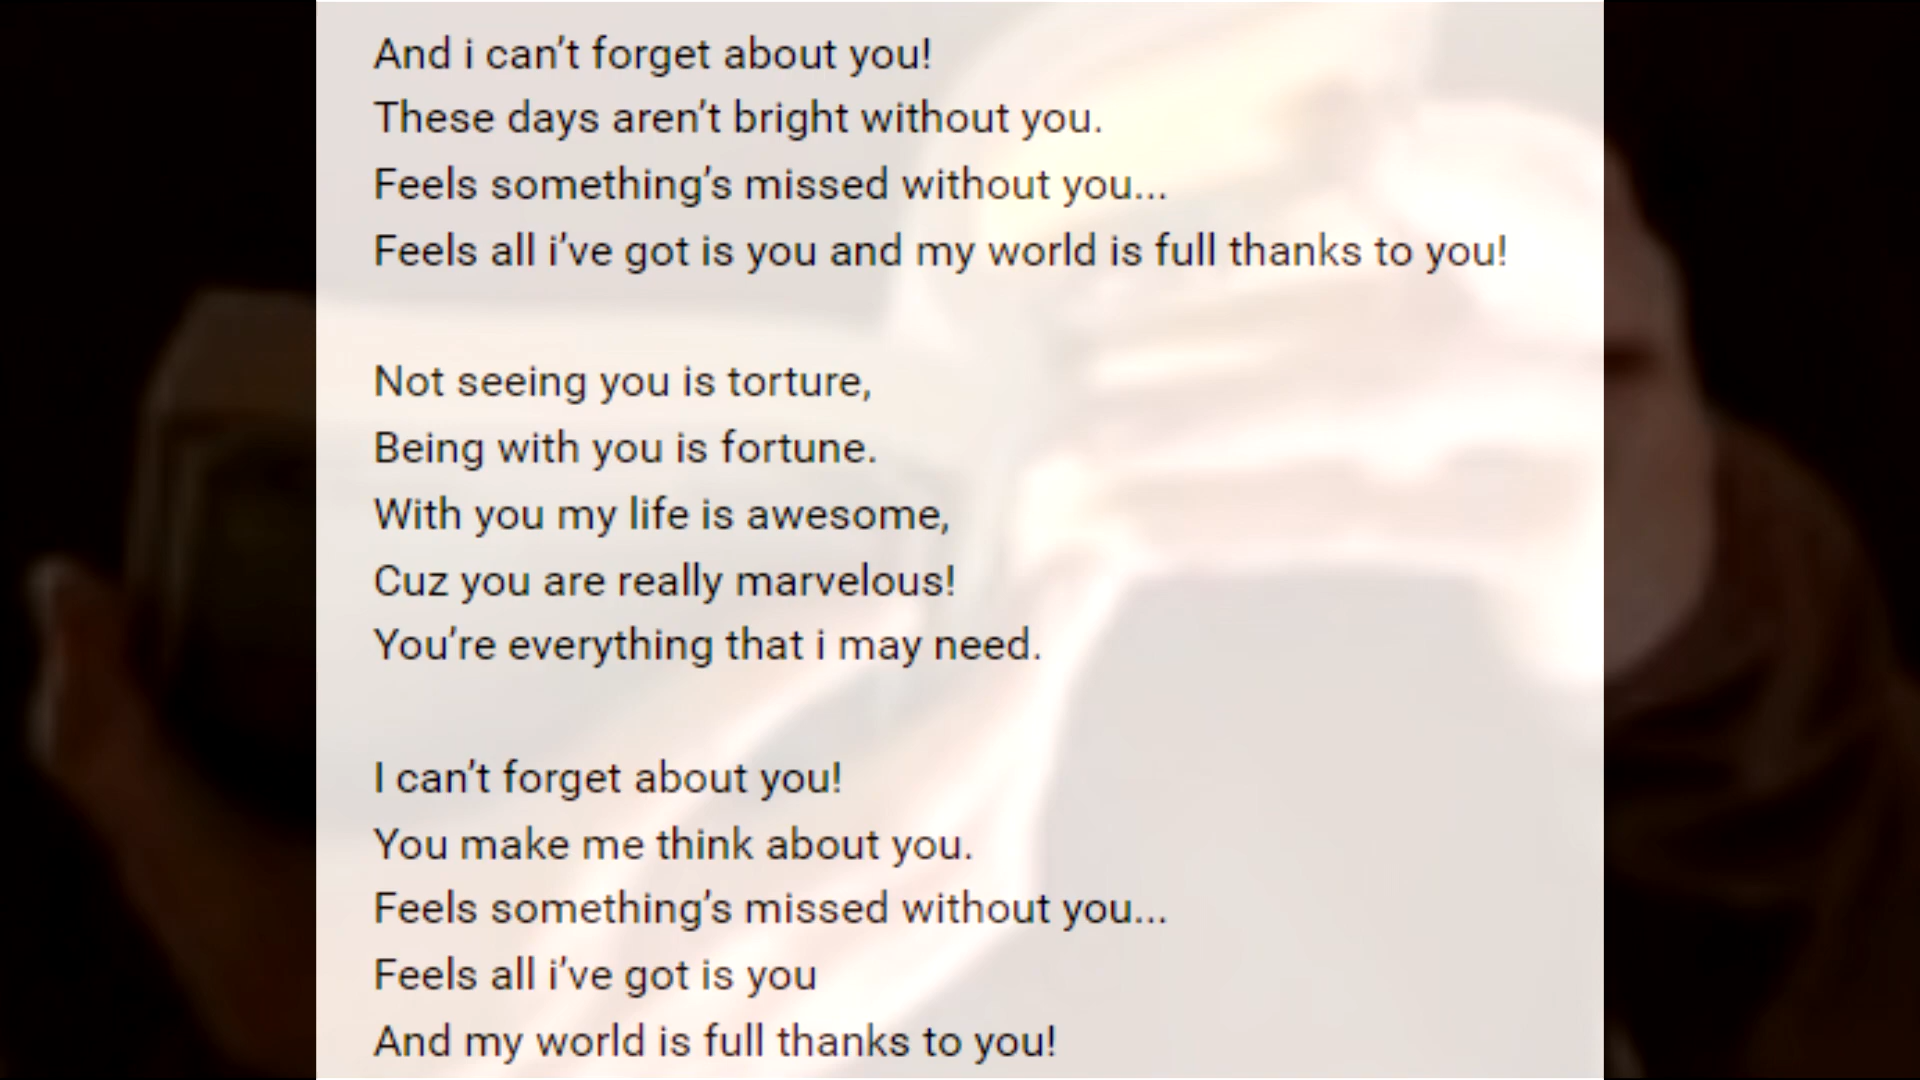 And i can’t forget about you!
These days aren’t bright without you.
Feels something’s missed without you...
Feels all i’ve got is you and my world is full thanks to you!
Not seeing you is torture,
Being with you is fortune.
With you my life is awesome,
Cuz you are really marvelous!
You’re everything that i may need.
I can’t forget about you!
You make me think about you.
Feels something’s missed without you...
Feels all i’ve got is you
And my world is full thanks to you!